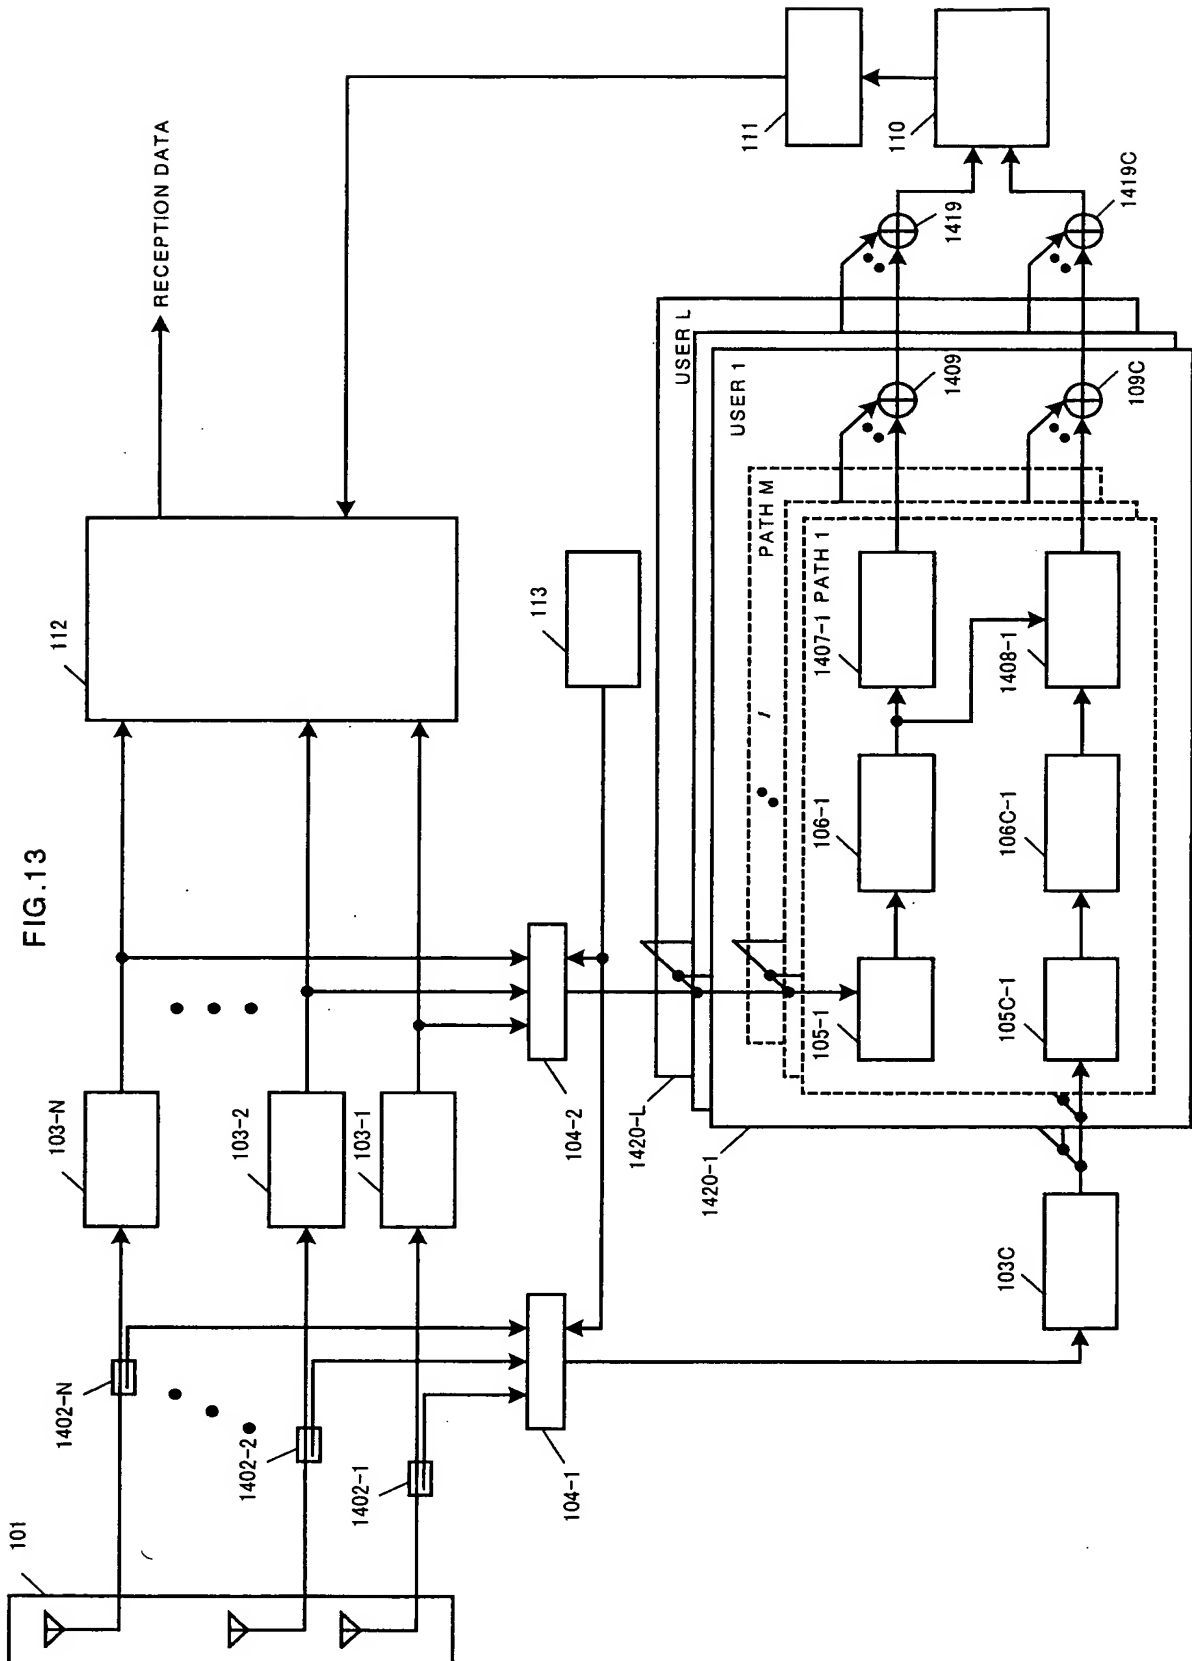 FIG.13
101
1402-N
1402-2
1402-1
103-N
103-2
103-1
104-1
104-2
112
113
RECEPTION DATA
111
110
103C
1420-1
1420-L
USER L
USER 1
PATH M
PATH 1
105-1
106-1
1407-1
105C-1
106C-1
1408-1
1409
109C
1419
1419C